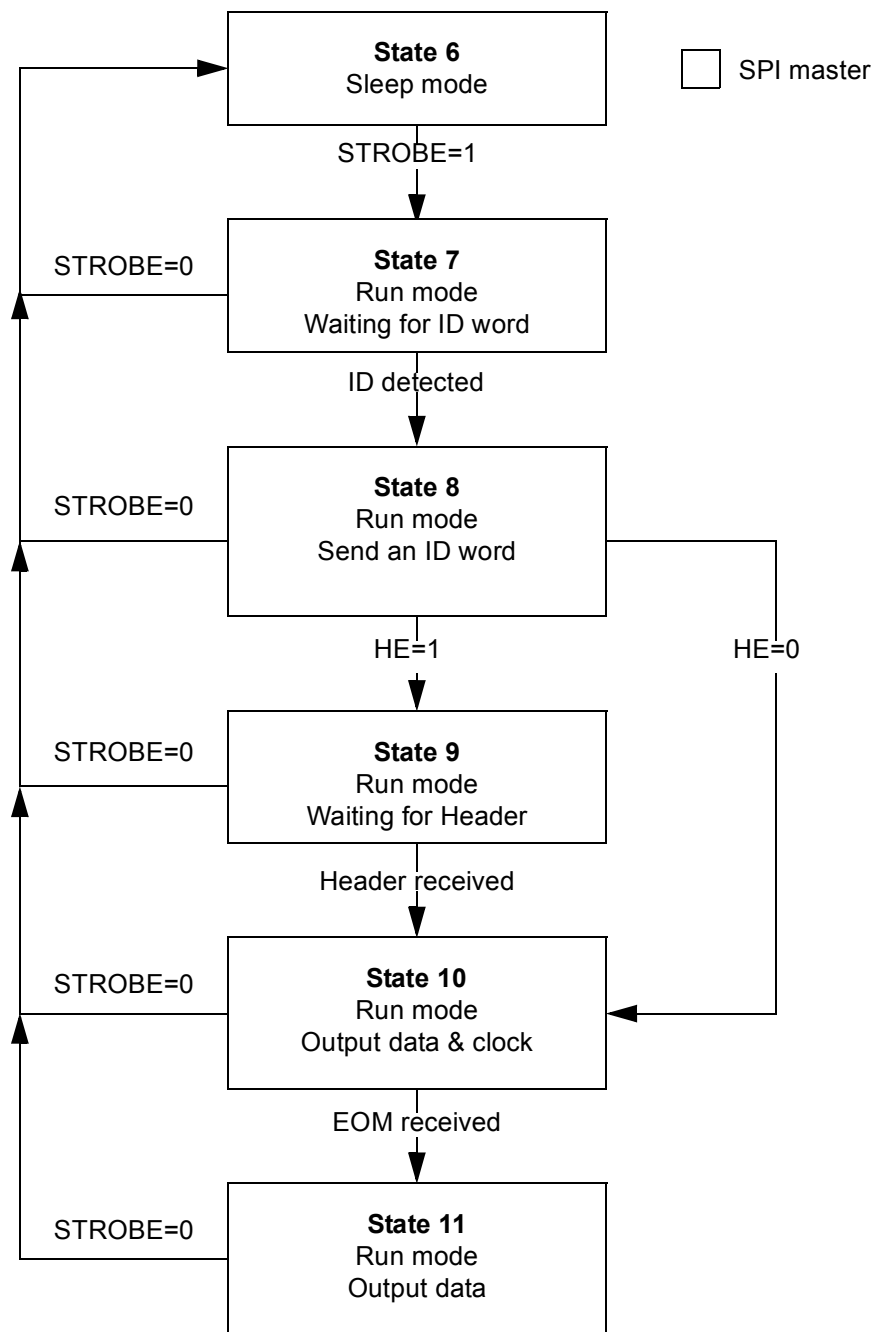 State 6
Sleep mode
SPI master
STROBE=1
State 7
Run mode
Waiting for ID word
STROBE=0
ID detected
State 8
Run mode
Send an ID word
STROBE=0
HE=1
HE=0
State 9
Run mode
Waiting for Header
STROBE=0
Header received
State 10
Run mode
Output data & clock
STROBE=0
EOM received
State 11
Run mode
Output data
STROBE=0